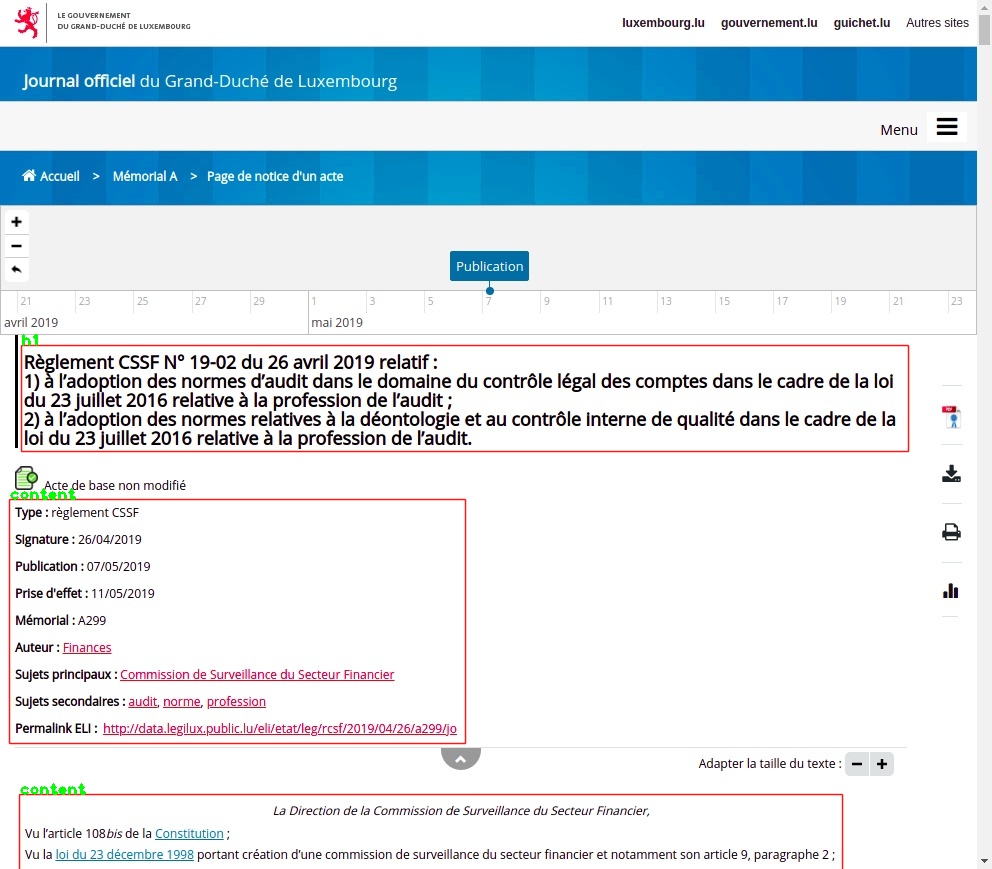 LE GOUVERNEMENT
DU GRAND-DUCHÉ DE LUXEMBOURG
luxembourg.lu gouvernement.lu guichet.lu Autres sites
Journal officiel du Grand-Duché de Luxembourg
Menu
Accueil > Mémorial A > Page de notice d'un acte
+
−
Publication
21 23 25 27 29 1 3 5 7 9 11 13 15 17 19 21 23
avril 2019 mai 2019
h1
Règlement CSSF N° 19-02 du 26 avril 2019 relatif :
1) à l’adoption des normes d’audit dans le domaine du contrôle légal des comptes dans le cadre de la loi
du 23 juillet 2016 relative à la profession de l’audit ;
2) à l’adoption des normes relatives à la déontologie et au contrôle interne de qualité dans le cadre de la
loi du 23 juillet 2016 relative à la profession de l’audit.
PDF
Acte de base non modifié
content
Type : règlement CSSF
Signature : 26/04/2019
Publication : 07/05/2019
Prise d'effet : 11/05/2019
Mémorial : A299
Auteur : Finances
Sujets principaux : Commission de Surveillance du Secteur Financier
Sujets secondaires : audit, norme, profession
Permalink ELI : http://data.legilux.public.lu/eli/etat/leg/rcsf/2019/04/26/a299/jo
Adapter la taille du texte : − +
content
La Direction de la Commission de Surveillance du Secteur Financier,
Vu l’article 108bis de la Constitution ;
Vu la loi du 23 décembre 1998 portant création d’une commission de surveillance du secteur financier et notamment son article 9, paragraphe 2 ;